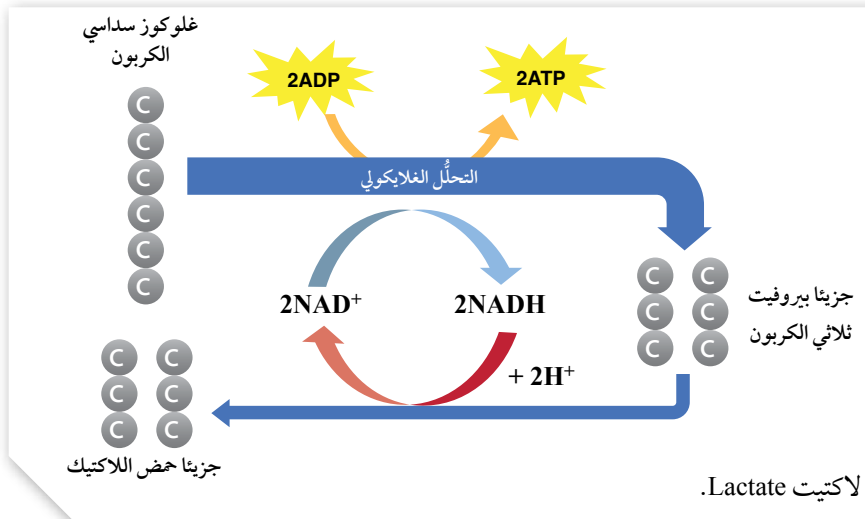 غلوكوز سداسي
الكربون
2ADP
2ATP
C
C
C
C
C
C
التحلُّل الغلايكولي
2NAD⁺
2NADH
+ 2H⁺
C C
C C
C C
جزيئا بيروفيت
ثلاثي الكربون
C C
C C
C C
جزيئا حمض اللاكتيك
لاكتيت Lactate.